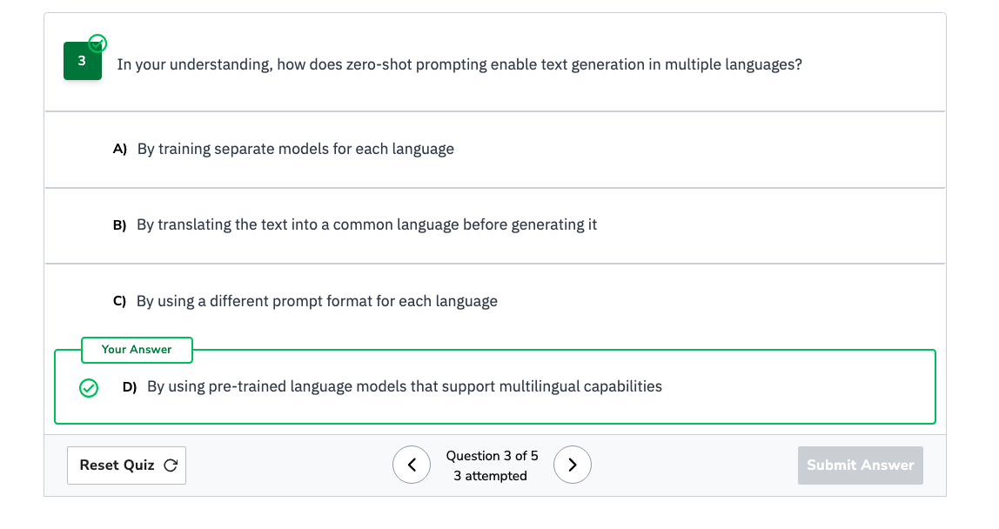 3
In your understanding, how does zero-shot prompting enable text generation in multiple languages?
A) By training separate models for each language
B) By translating the text into a common language before generating it
C) By using a different prompt format for each language
Your Answer
D) By using pre-trained language models that support multilingual capabilities
Reset Quiz
Question 3 of 5
3 attempted
Submit Answer